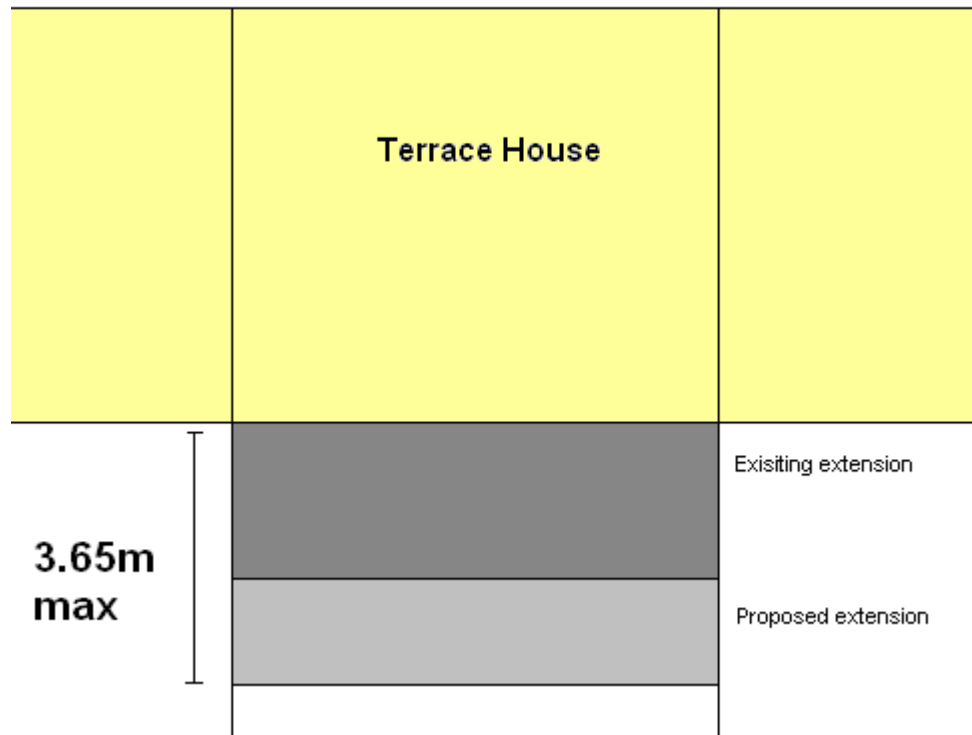 Terrace House
Exisiting extension
3.65m
max
Proposed extension